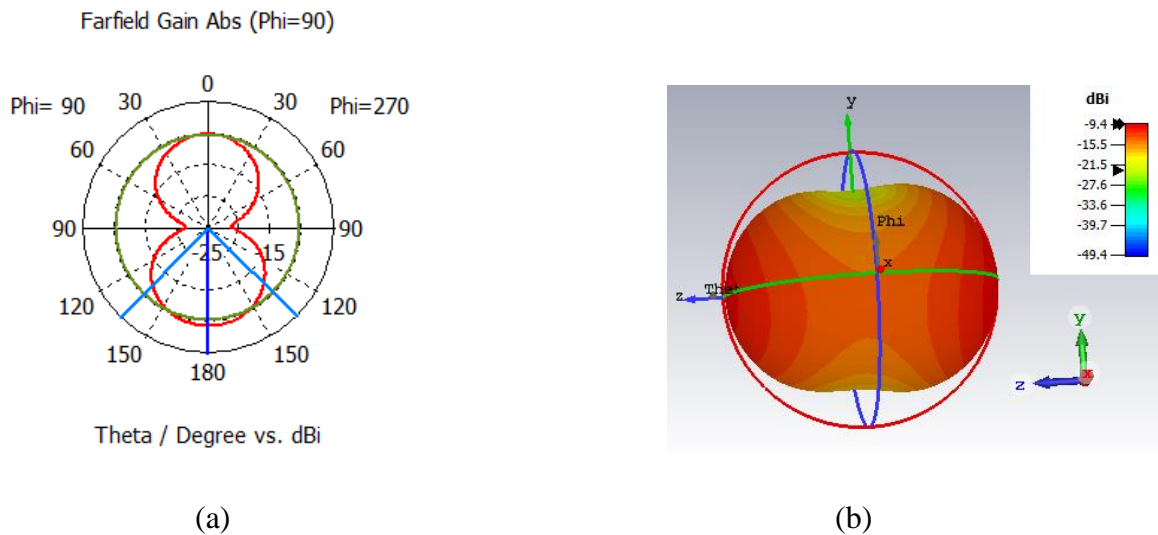 Farfield Gain Abs (Phi=90)
0
Phi= 90 30 30 Phi=270
60 60
90 90
-25 -15
120 120
150 150
180
Theta / Degree vs. dBi
(a)
dBi
-9.4
-15.5
-21.5
-27.6
-33.6
-39.7
-49.4
y
Phi
x
z Thet
y
z x
(b)